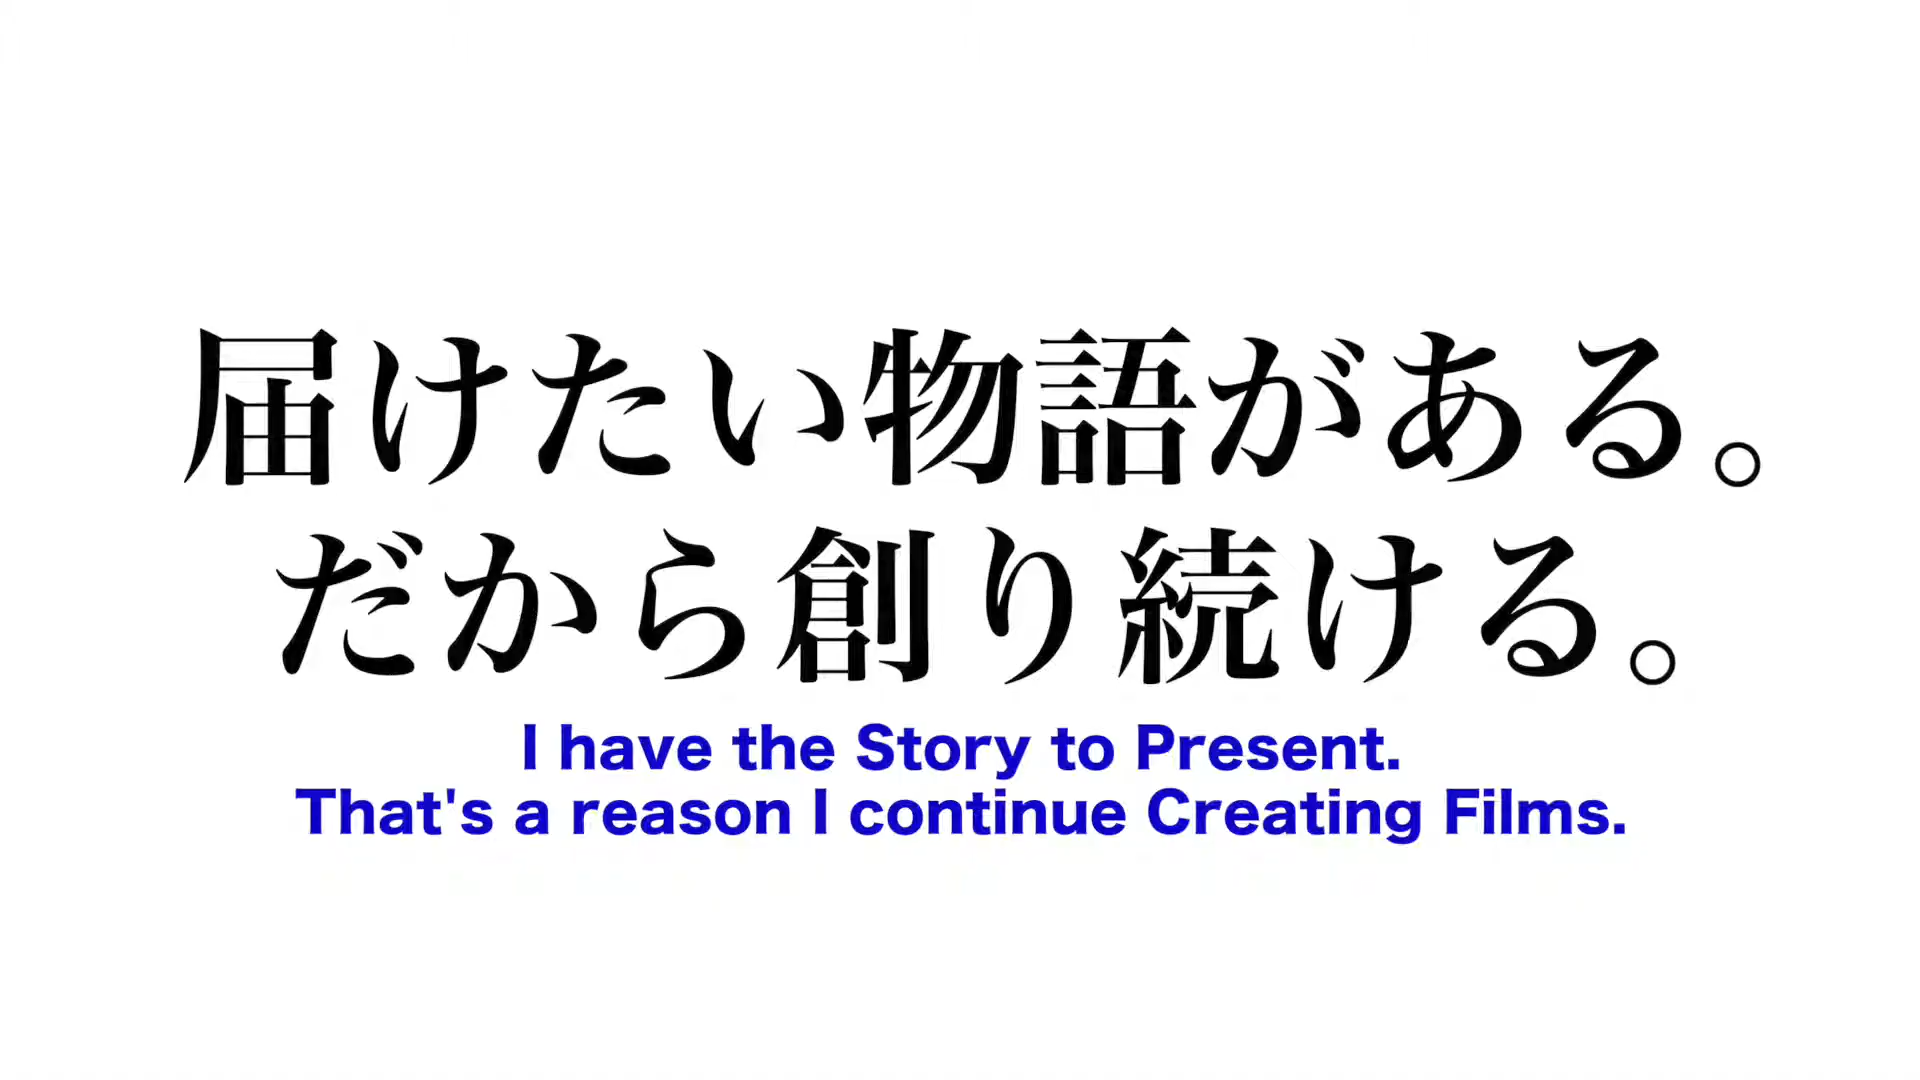 届けたい物語がある。
だから創り続ける。
I have the Story to Present.
That's a reason I continue Creating Films.